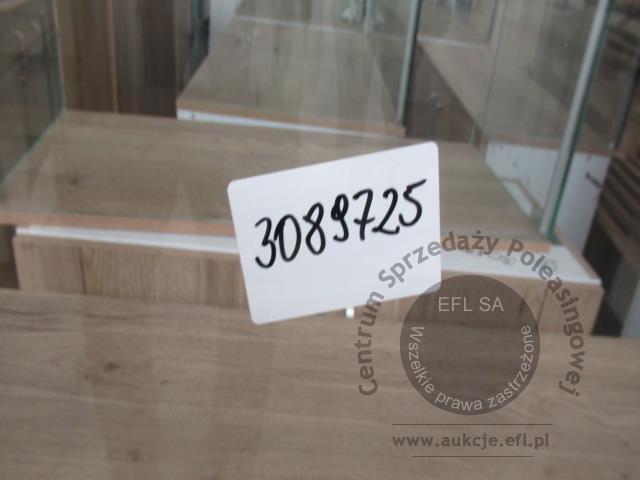 3089725
Centrum Sprzedaży Poleasingowej
EFL SA
Wszelkie prawa zastrzeżone
www.aukcje.efl.pl